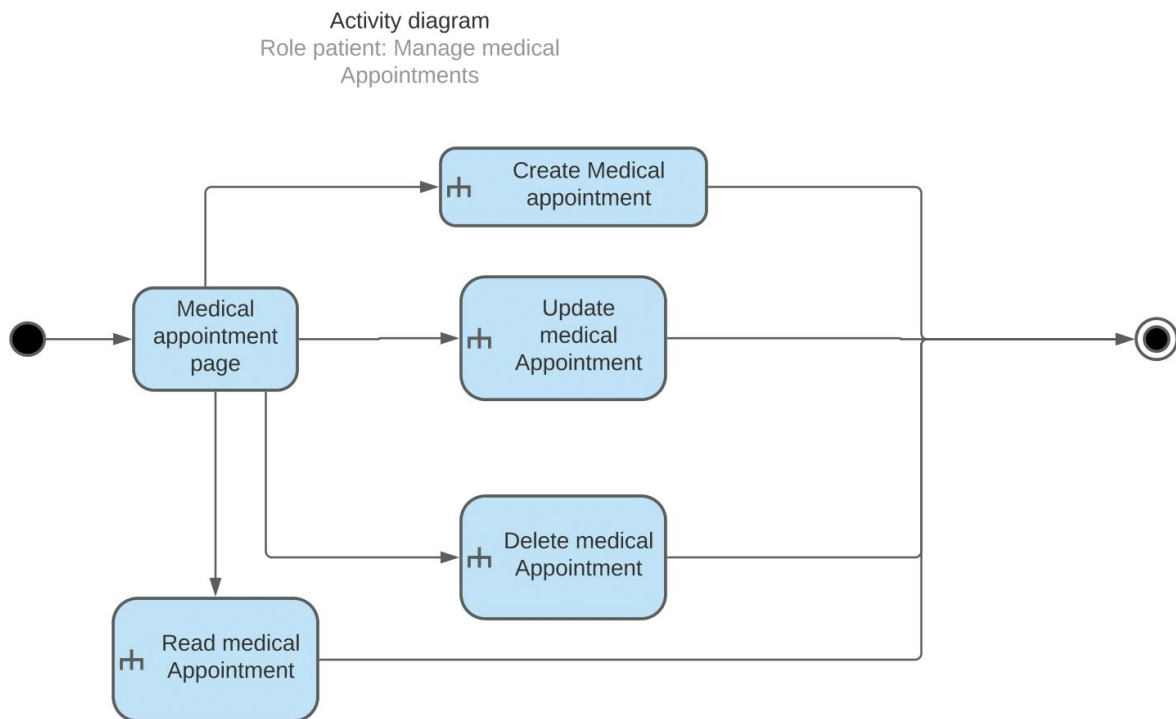 Activity diagram
Role patient: Manage medical
Appointments
Create Medical
appointment
Medical
appointment
page
Update
medical
Appointment
Delete medical
Appointment
Read medical
Appointment